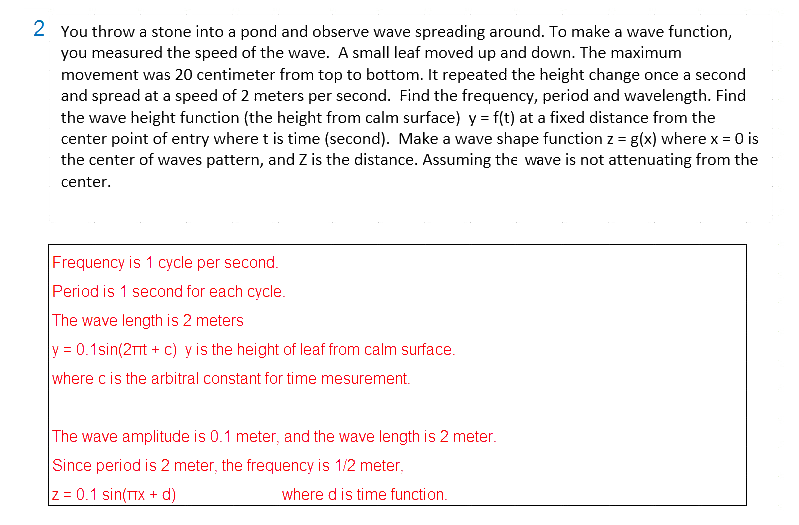 2 You throw a stone into a pond and observe wave spreading around. To make a wave function,
you measured the speed of the wave. A small leaf moved up and down. The maximum
movement was 20 centimeter from top to bottom. It repeated the height change once a second
and spread at a speed of 2 meters per second. Find the frequency, period and wavelength. Find
the wave height function (the height from calm surface) y = f(t) at a fixed distance from the
center point of entry where t is time (second). Make a wave shape function z = g(x) where x = 0 is
the center of waves pattern, and Z is the distance. Assuming the wave is not attenuating from the
center.
Frequency is 1 cycle per second.
Period is 1 second for each cycle.
The wave length is 2 meters
y = 0.1sin(2πt + c) y is the height of leaf from calm surface.
where c is the arbitral constant for time mesurement.
The wave amplitude is 0.1 meter, and the wave length is 2 meter.
Since period is 2 meter, the frequency is 1/2 meter.
z = 0.1 sin(πx + d) where d is time function.